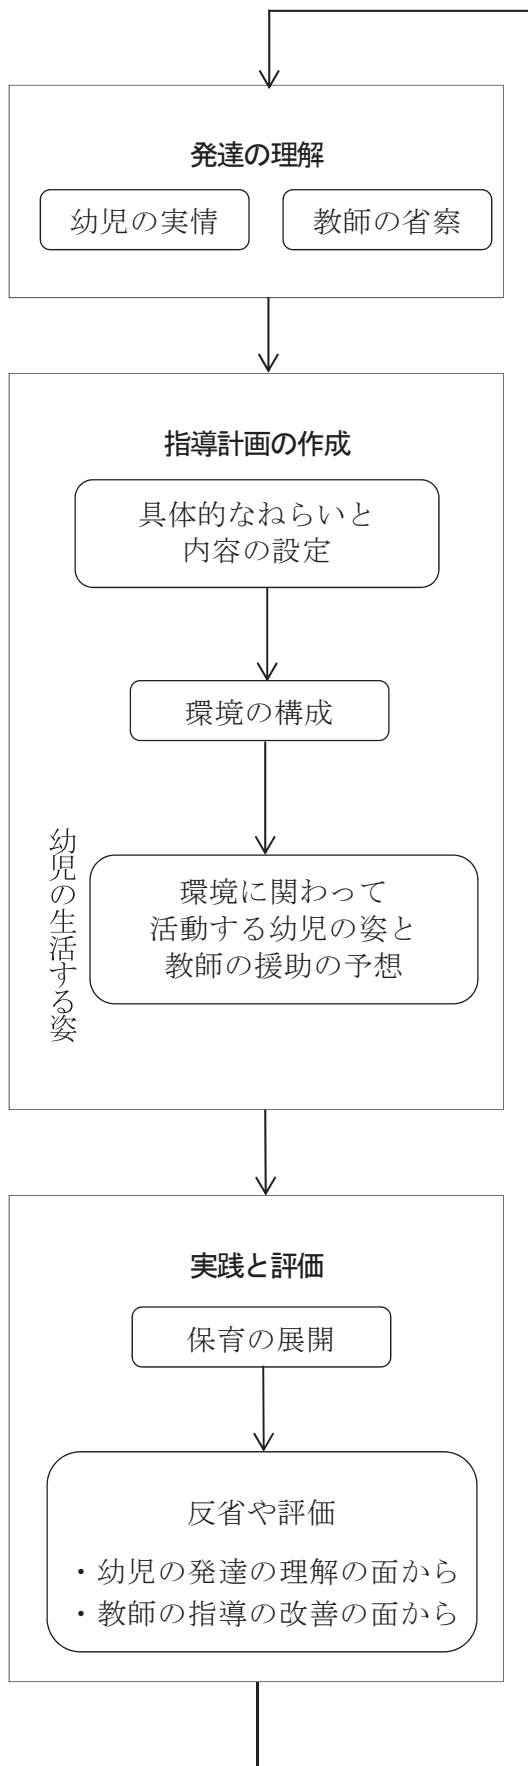 発達の理解
幼児の実情
教師の省察
指導計画の作成
具体的なねらいと
内容の設定
環境の構成
幼児の生活する姿
環境に関わって
活動する幼児の姿と
教師の援助の予想
実践と評価
保育の展開
反省や評価
・幼児の発達の理解の面から
・教師の指導の改善の面から